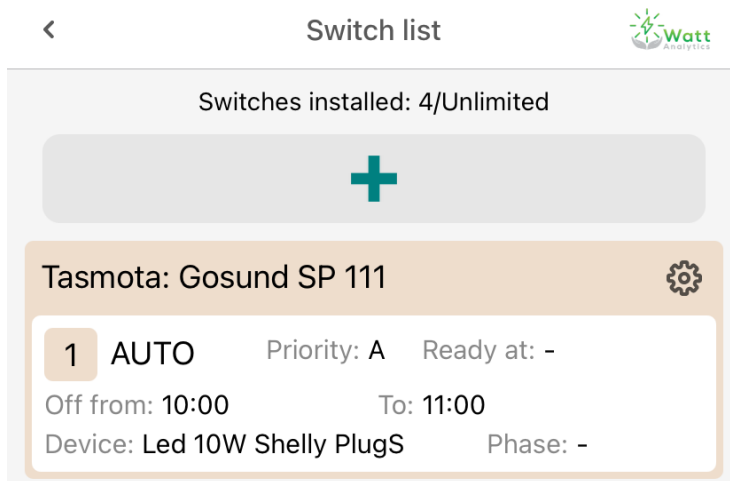 Switch list
Watt
Analytics
Switches installed: 4/Unlimited
Tasmota: Gosund SP 111
1 AUTO Priority: A Ready at: -
Off from: 10:00 To: 11:00
Device: Led 10W Shelly PlugS Phase: -